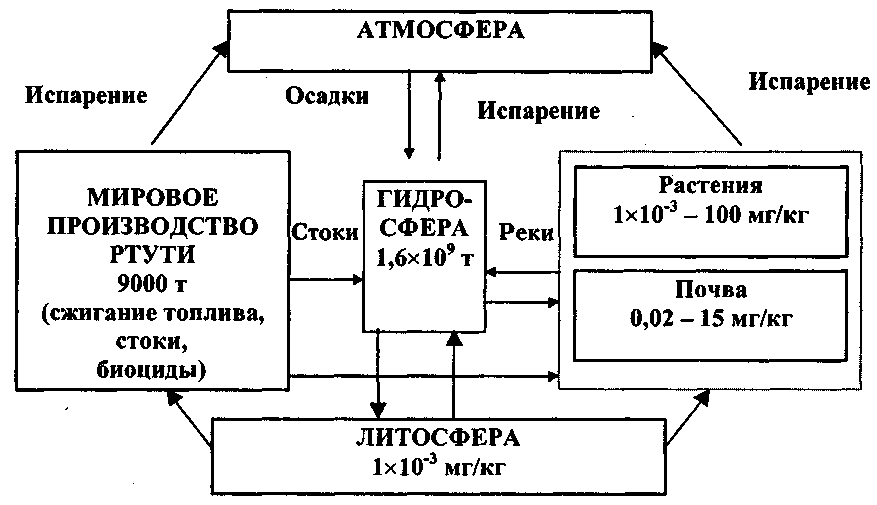 АТМОСФЕРА
Испарение
Осадки
Испарение
Испарение
МИРОВОЕ
ПРОИЗВОДСТВО
РТУТИ
9000 т
(сжигание топлива,
стоки,
биоциды)
Стоки
ГИДРО-
СФЕРА
1,6×10⁹ т
Реки
Растения
1×10⁻³ – 100 мг/кг
Почва
0,02 – 15 мг/кг
ЛИТОСФЕРА
1×10⁻³ мг/кг